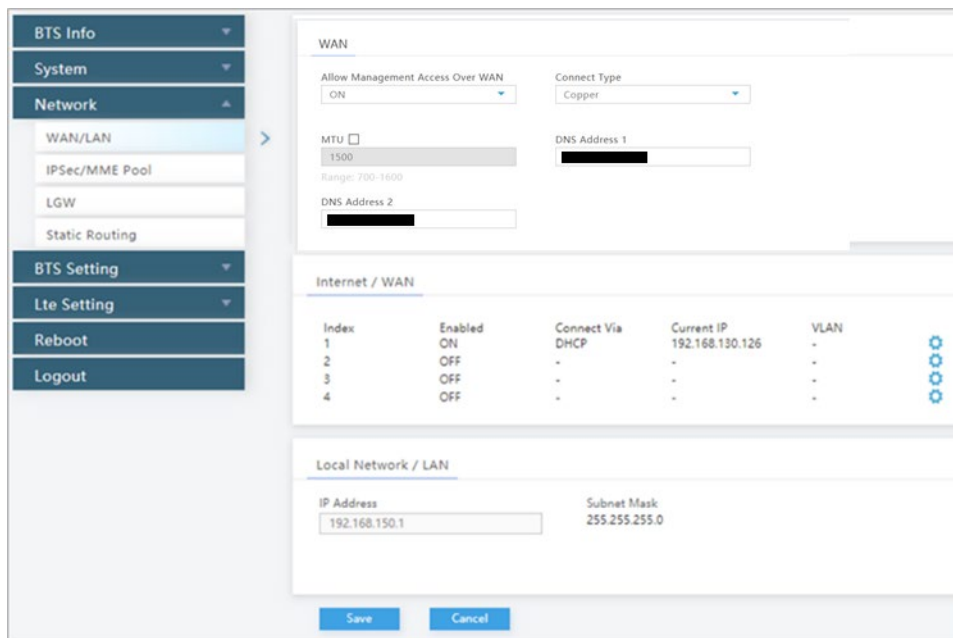 BTS Info
System
Network
WAN/LAN
IPSec/MME Pool
LGW
Static Routing
BTS Setting
Lte Setting
Reboot
Logout
WAN
Allow Management Access Over WAN Connect Type
ON Copper
MTU DNS Address 1
1500
Range: 700-1600
DNS Address 2
Internet / WAN
Index Enabled Connect Via Current IP VLAN
1 ON DHCP 192.168.130.126 -
2 OFF - - -
3 OFF - - -
4 OFF - - -
Local Network / LAN
IP Address Subnet Mask
192.168.150.1 255.255.255.0
Save Cancel